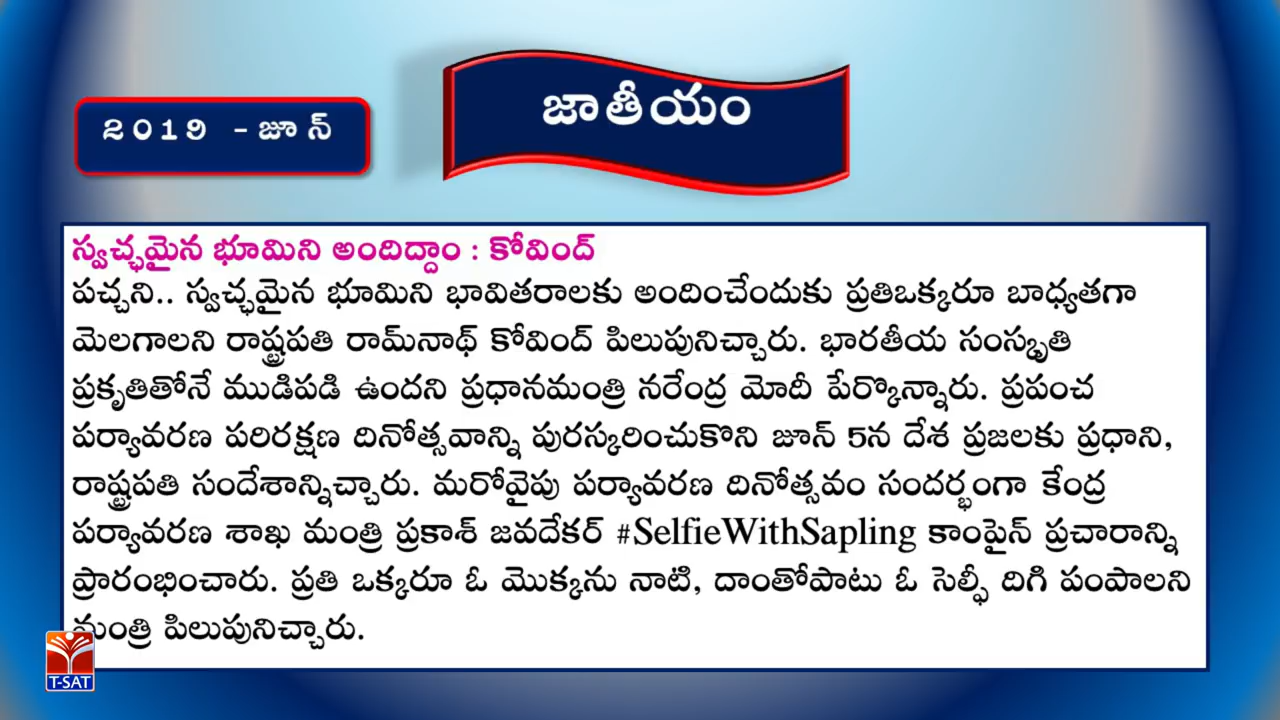 జాతీయం
2019 - జూన్
స్వచ్ఛమైన భూమిని అందిద్దాం : కోవింద్
పచ్చని.. స్వచ్ఛమైన భూమిని భావితరాలకు అందించేందుకు ప్రతిఒక్కరూ బాధ్యతగా
మెలగాలని రాష్ట్రపతి రామ్‌నాథ్ కోవింద్ పిలుపునిచ్చారు. భారతీయ సంస్కృతి
ప్రకృతితోనే ముడిపడి ఉందని ప్రధానమంత్రి నరేంద్ర మోదీ పేర్కొన్నారు. ప్రపంచ
పర్యావరణ పరిరక్షణ దినోత్సవాన్ని పురస్కరించుకొని జూన్ 5న దేశ ప్రజలకు ప్రధాని,
రాష్ట్రపతి సందేశాన్నిచ్చారు. మరోవైపు పర్యావరణ దినోత్సవం సందర్భంగా కేంద్ర
పర్యావరణ శాఖ మంత్రి ప్రకాశ్ జవదేకర్ #SelfieWithSapling కాంపైన్ ప్రచారాన్ని
ప్రారంభించారు. ప్రతి ఒక్కరూ ఓ మొక్కను నాటి, దాంతోపాటు ఓ సెల్ఫీ దిగి పంపాలని
మంత్రి పిలుపునిచ్చారు.
T-SAT